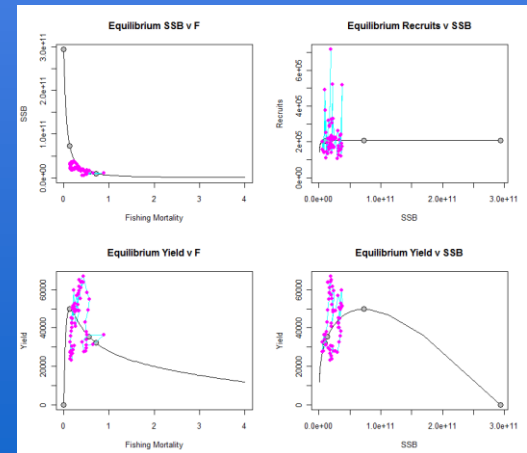 Equilibrium SSB v F
SSB
0.0e+00
1.0e+11
2.0e+11
3.0e+11
0
1
2
3
4
Fishing Mortality
Equilibrium Recruits v SSB
Recruits
0e+00
2e+05
4e+05
6e+05
0.0e+00
1.0e+11
2.0e+11
3.0e+11
SSB
Equilibrium Yield v F
Yield
0
20000
40000
60000
0
1
2
3
4
Fishing Mortality
Equilibrium Yield v SSB
Yield
0
20000
40000
60000
0.0e+00
1.0e+11
2.0e+11
3.0e+11
SSB